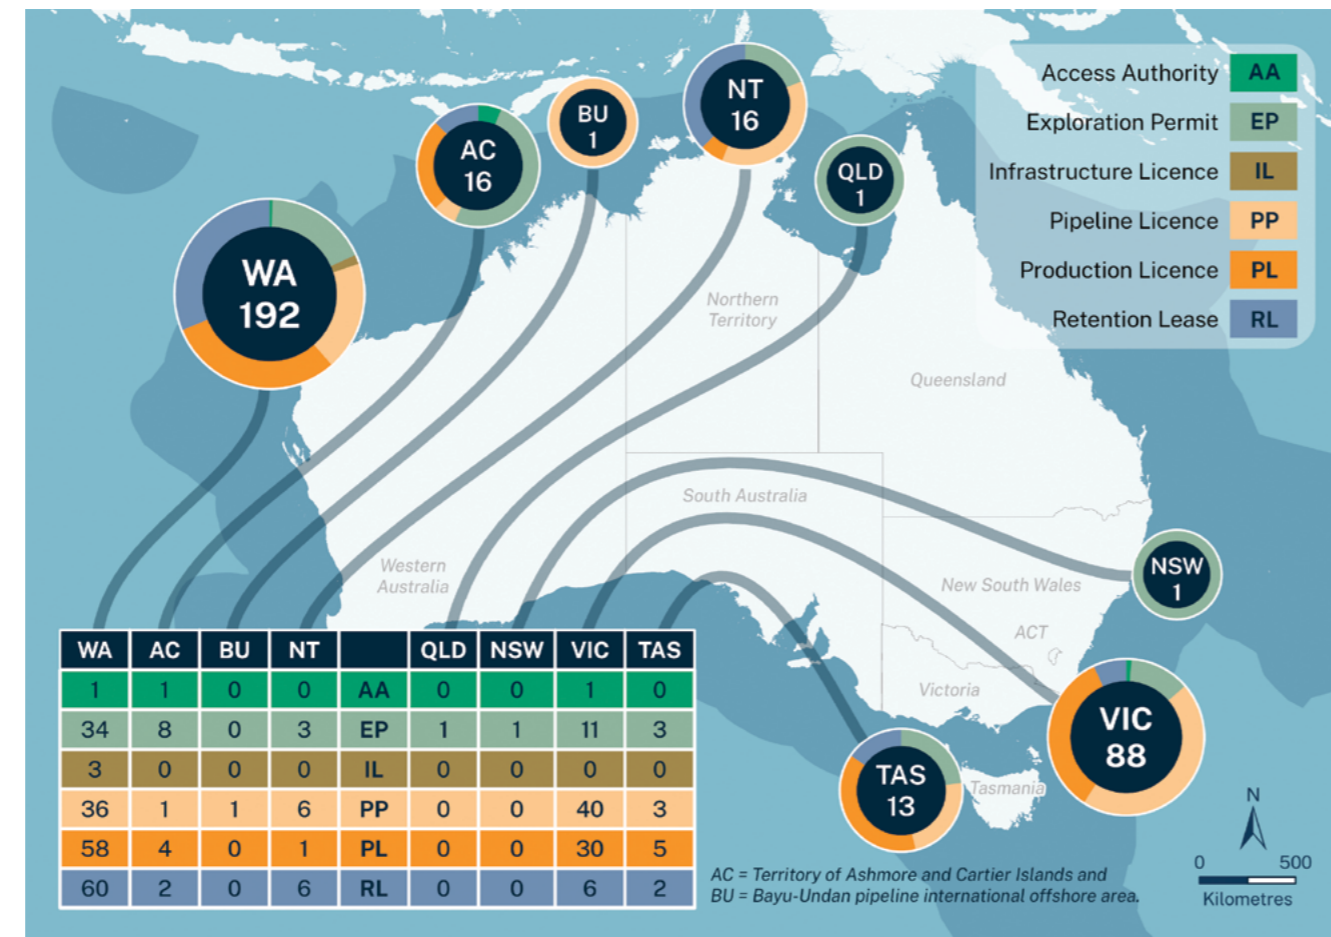 AC
16
BU
1
NT
16
QLD
1
WA
192
Access Authority AA
Exploration Permit EP
Infrastructure Licence IL
Pipeline Licence PP
Production Licence PL
Retention Lease RL
Northern
Territory
Queensland
South Australia
Western
Australia
New South Wales
ACT
Victoria
Tasmania
NSW
1
VIC
88
TAS
13
WA AC BU NT QLD NSW VIC TAS
1 1 0 0 AA 0 0 1 0
34 8 0 3 EP 1 1 11 3
3 0 0 0 IL 0 0 0 0
36 1 1 6 PP 0 0 40 3
58 4 0 1 PL 0 0 30 5
60 2 0 6 RL 0 0 6 2
AC = Territory of Ashmore and Cartier Islands and
BU = Bayu-Undan pipeline international offshore area.
N
0 500
Kilometres